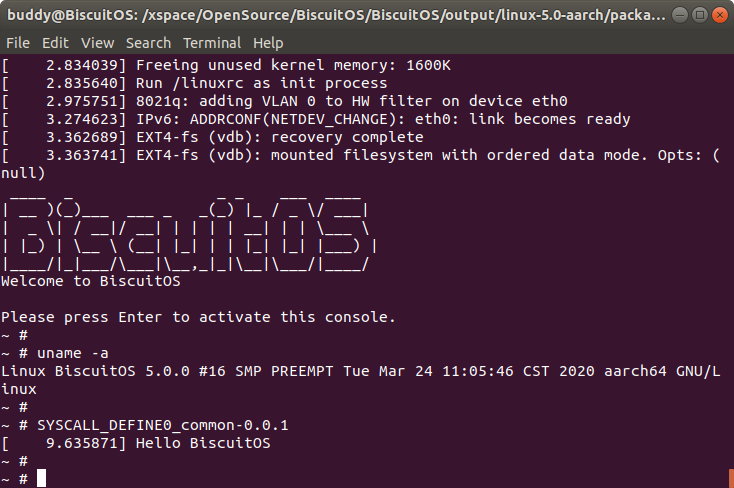 buddy@BiscuitOS: /xspace/OpenSource/BiscuitOS/BiscuitOS/output/linux-5.0-aarch/packa...
File Edit View Search Terminal Help
[    2.834039] Freeing unused kernel memory: 1600K
[    2.835640] Run /linuxrc as init process
[    2.975751] 8021q: adding VLAN 0 to HW filter on device eth0
[    3.274623] IPv6: ADDRCONF(NETDEV_CHANGE): eth0: link becomes ready
[    3.362689] EXT4-fs (vdb): recovery complete
[    3.363741] EXT4-fs (vdb): mounted filesystem with ordered data mode. Opts: (
null)
BiscuitOS
Welcome to BiscuitOS
Please press Enter to activate this console.
~ #
~ # uname -a
Linux BiscuitOS 5.0.0 #16 SMP PREEMPT Tue Mar 24 11:05:46 CST 2020 aarch64 GNU/L
inux
~ #
~ # SYSCALL_DEFINE0_common-0.0.1
[    9.635871] Hello BiscuitOS
~ #
~ #